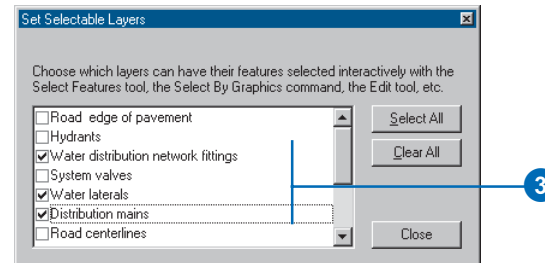 Set Selectable Layers
Choose which layers can have their features selected interactively with the
Select Features tool, the Select By Graphics command, the Edit tool, etc.
Road edge of pavement
Hydrants
Water distribution network fittings
System valves
Water laterals
Distribution mains
Road centerlines
Select All
Clear All
3
Close